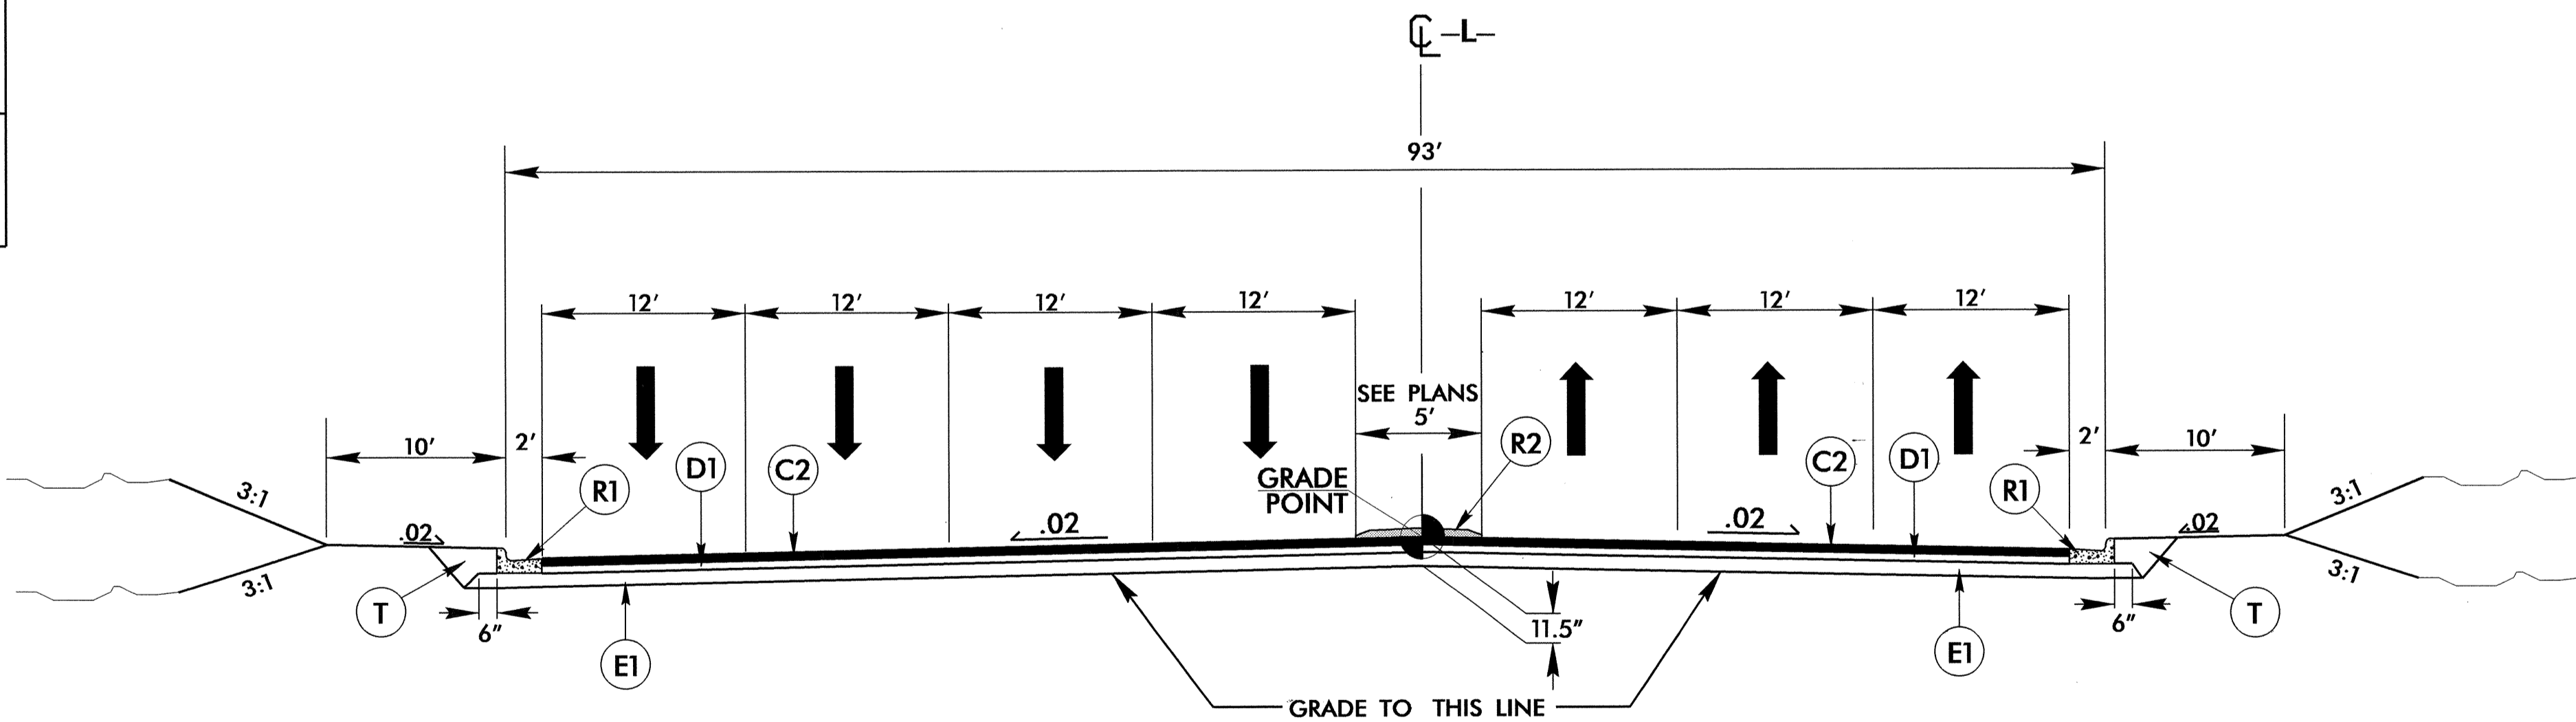 ℄ -L-
93'
12' 12' 12' 12' 12' 12' 12'
SEE PLANS
5'
10' 2' D1 C2 R2 C2 D1 2' 10'
3:1 R1 GRADE R1 3:1
POINT
.02 .02 .02 .02
3:1 3:1
T T
6" 11.5" 6"
E1 E1
GRADE TO THIS LINE